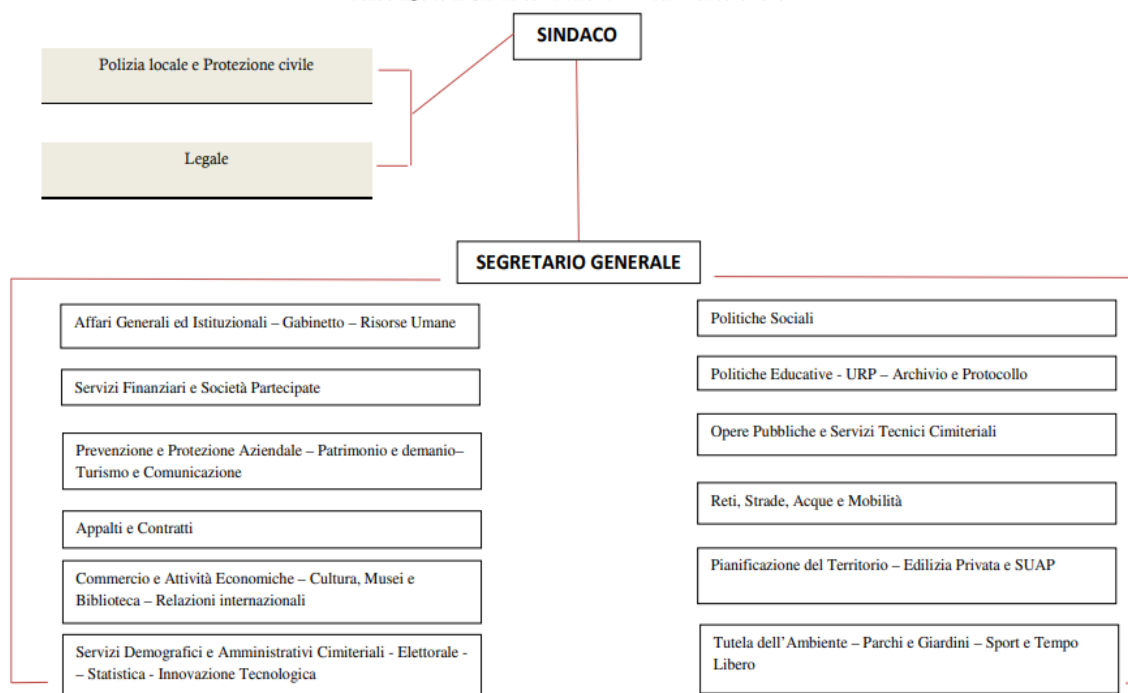 SINDACO
Polizia locale e Protezione civile
Legale
SEGRETARIO GENERALE
Affari Generali ed Istituzionali – Gabinetto – Risorse Umane
Servizi Finanziari e Società Partecipate
Prevenzione e Protezione Aziendale – Patrimonio e demanio–
Turismo e Comunicazione
Appalti e Contratti
Commercio e Attività Economiche – Cultura, Musei e
Biblioteca – Relazioni internazionali
Servizi Demografici e Amministrativi Cimiteriali - Elettorale -
– Statistica - Innovazione Tecnologica
Politiche Sociali
Politiche Educative - URP – Archivio e Protocollo
Opere Pubbliche e Servizi Tecnici Cimiteriali
Reti, Strade, Acque e Mobilità
Pianificazione del Territorio – Edilizia Privata e SUAP
Tutela dell’Ambiente – Parchi e Giardini – Sport e Tempo
Libero